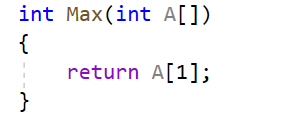 int Max(int A[])
{
return A[1];
}